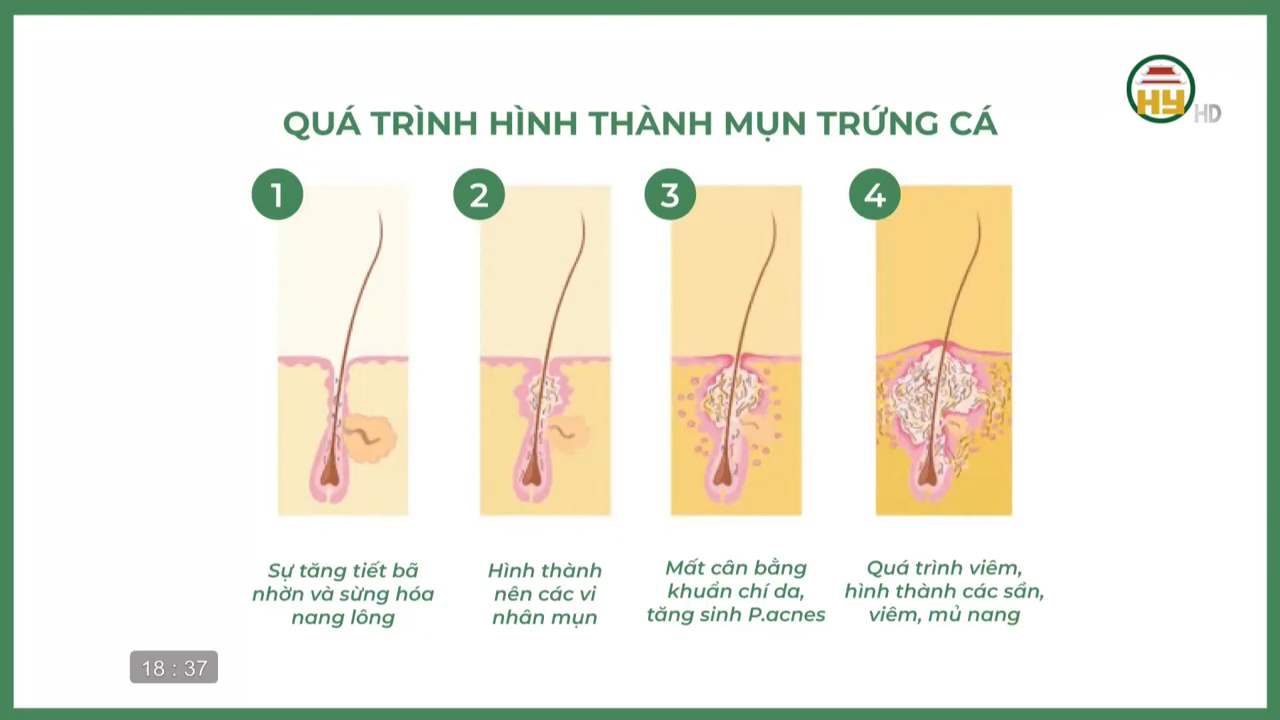 HY HD
QUÁ TRÌNH HÌNH THÀNH MỤN TRỨNG CÁ
1
2
3
4
Sự tăng tiết bã
nhờn và sừng hóa
nang lông
Hình thành
nên các vi
nhân mụn
Mất cân bằng
khuẩn chí da,
tăng sinh P.acnes
Quá trình viêm,
hình thành các sần,
viêm, mủ nang
18 : 37